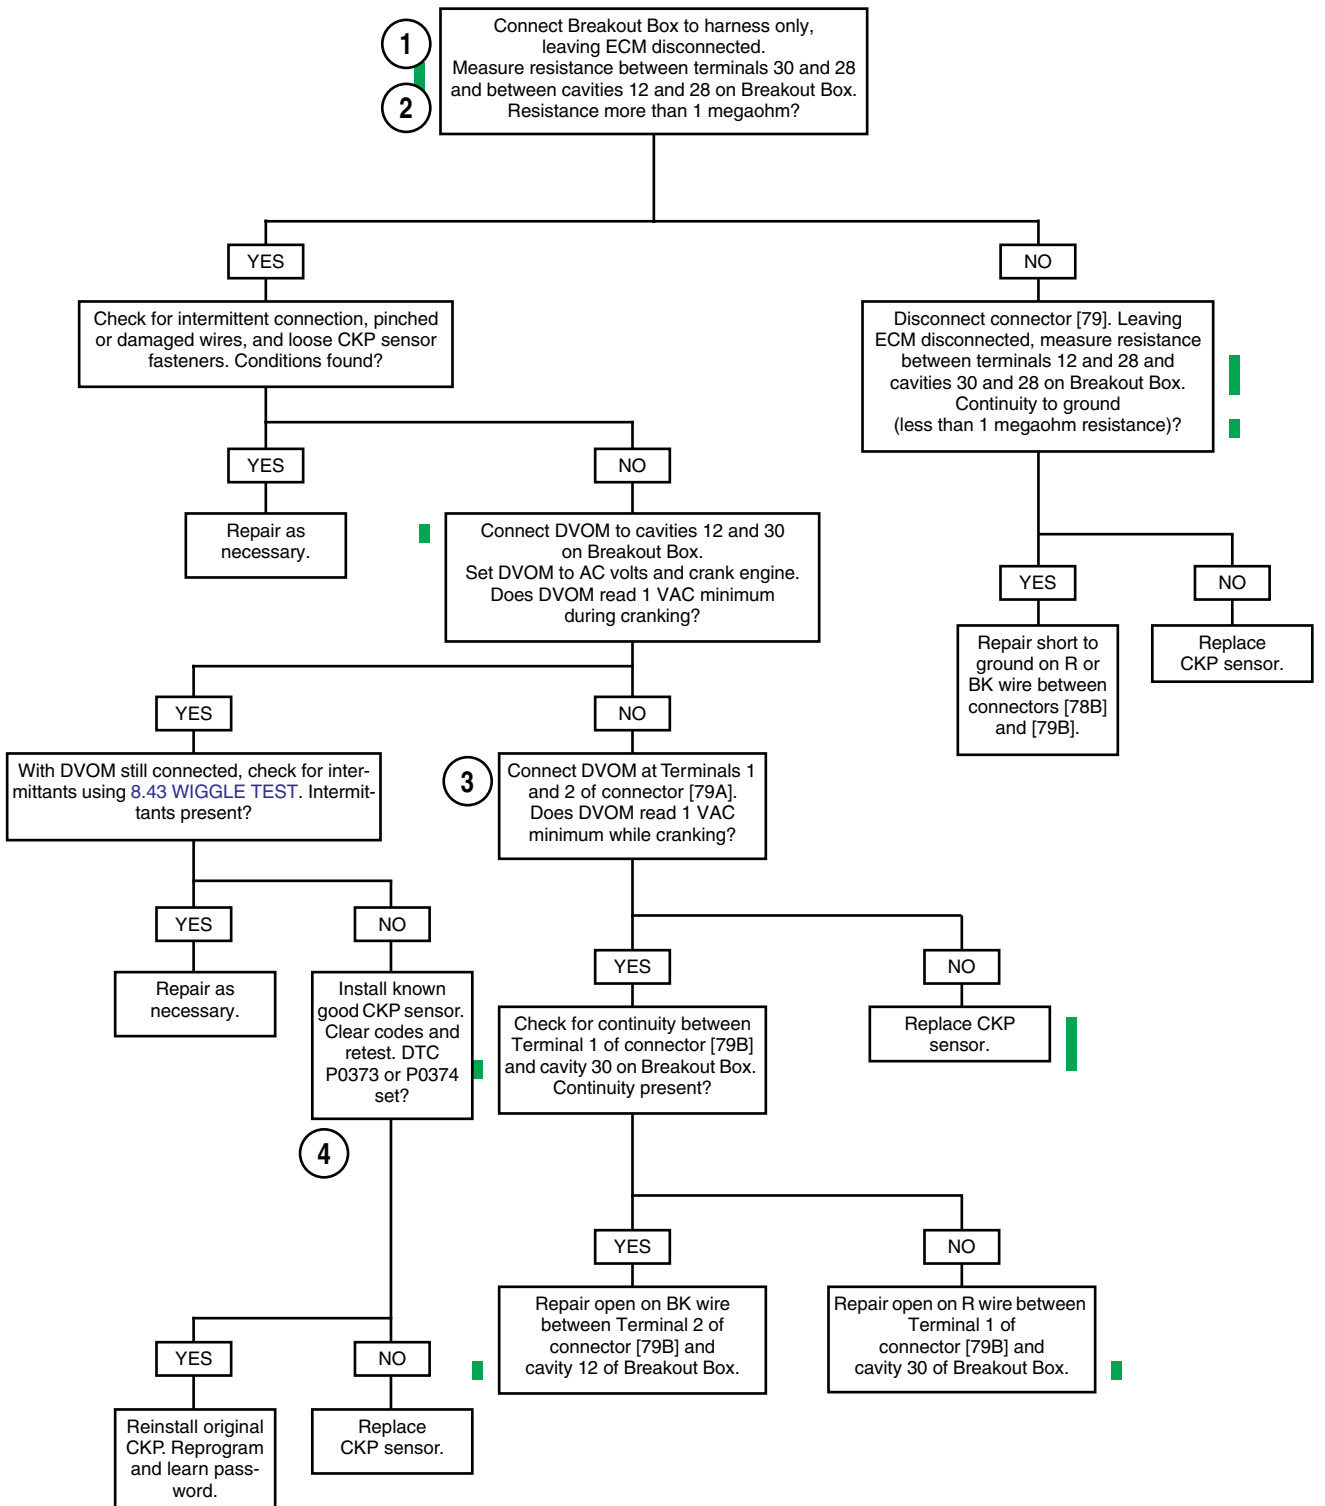 1
2
Connect Breakout Box to harness only,
leaving ECM disconnected.
Measure resistance between terminals 30 and 28
and between cavities 12 and 28 on Breakout Box.
Resistance more than 1 megaohm?
YES
NO
Check for intermittent connection, pinched
or damaged wires, and loose CKP sensor
fasteners. Conditions found?
Disconnect connector [79]. Leaving
ECM disconnected, measure resistance
between terminals 12 and 28 and
cavities 30 and 28 on Breakout Box.
Continuity to ground
(less than 1 megaohm resistance)?
YES
NO
Repair as
necessary.
Connect DVOM to cavities 12 and 30
on Breakout Box.
Set DVOM to AC volts and crank engine.
Does DVOM read 1 VAC minimum
during cranking?
YES
NO
Repair short to
ground on R or
BK wire between
connectors [78B]
and [79B].
Replace
CKP sensor.
YES
NO
With DVOM still connected, check for inter-
mittants using 8.43 WIGGLE TEST. Intermit-
tants present?
3
Connect DVOM at Terminals 1
and 2 of connector [79A].
Does DVOM read 1 VAC
minimum while cranking?
YES
NO
YES
NO
Repair as
necessary.
Install known
good CKP sensor.
Clear codes and
retest. DTC
P0373 or P0374
set?
Check for continuity between
Terminal 1 of connector [79B]
and cavity 30 on Breakout Box.
Continuity present?
Replace CKP
sensor.
4
YES
NO
Repair open on BK wire
between Terminal 2 of
connector [79B] and
cavity 12 of Breakout Box.
Repair open on R wire between
Terminal 1 of
connector [79B] and
cavity 30 of Breakout Box.
YES
NO
Reinstall original
CKP. Reprogram
and learn pass-
word.
Replace
CKP sensor.